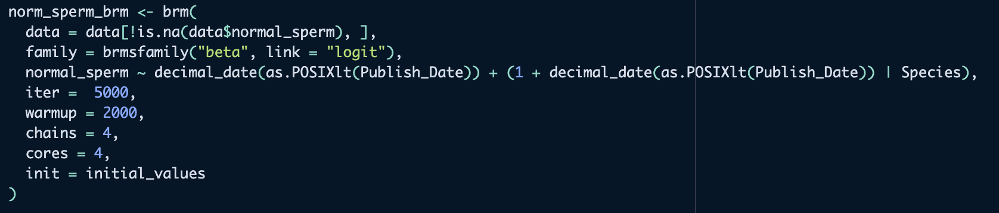 norm_sperm_brm <- brm(
  data = data[!is.na(data$normal_sperm), ],
  family = brmsfamily("beta", link = "logit"),
  normal_sperm ~ decimal_date(as.POSIXlt(Publish_Date)) + (1 + decimal_date(as.POSIXlt(Publish_Date)) | Species),
  iter =  5000,
  warmup = 2000,
  chains = 4,
  cores = 4,
  init = initial_values
)